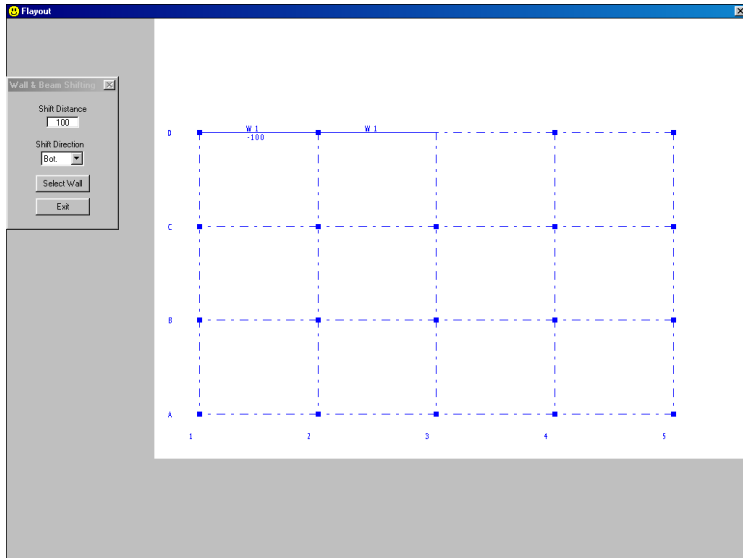 Flayout
Wall & Beam Shifting
Shift Distance
100
Shift Direction
Bot.
Select Wall
Exit
W 1
W 1
-100
D
C
B
A
1 2 3 4 5